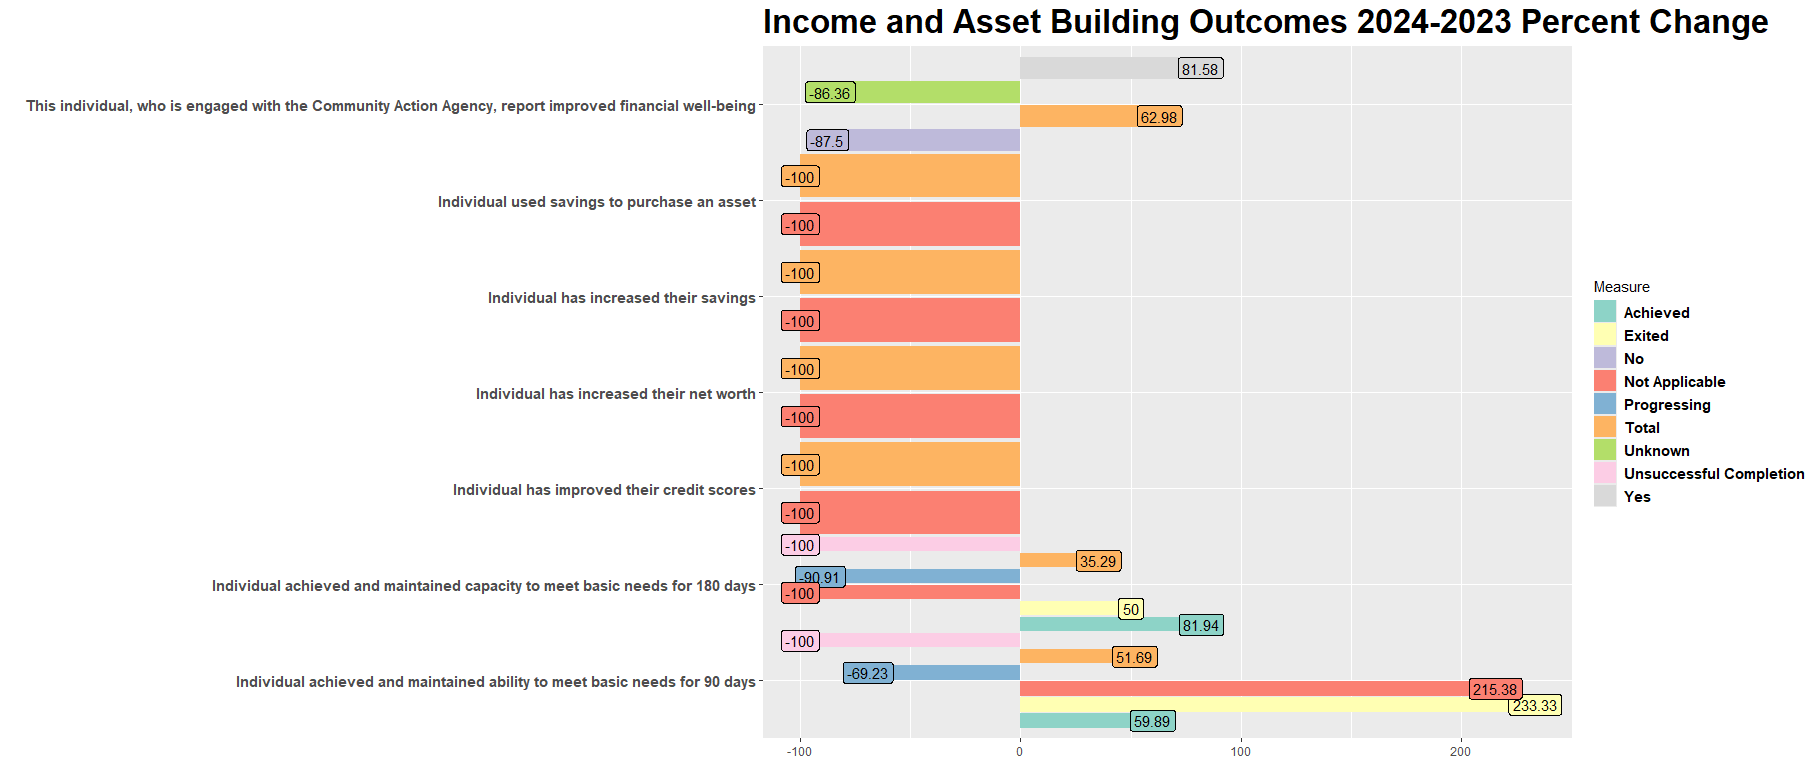 Income and Asset Building Outcomes 2024-2023 Percent Change
81.58
-86.36
This individual, who is engaged with the Community Action Agency, report improved financial well-being
62.98
-87.5
-100
Individual used savings to purchase an asset
-100
-100
Individual has increased their savings
-100
-100
Individual has increased their net worth
-100
-100
Individual has improved their credit scores
-100
-100
35.29
-90.91
Individual achieved and maintained capacity to meet basic needs for 180 days
-100
50
81.94
-100
51.69
-69.23
Individual achieved and maintained ability to meet basic needs for 90 days
215.38
233.33
59.89
-100
0
100
200
Measure
Achieved
Exited
No
Not Applicable
Progressing
Total
Unknown
Unsuccessful Completion
Yes